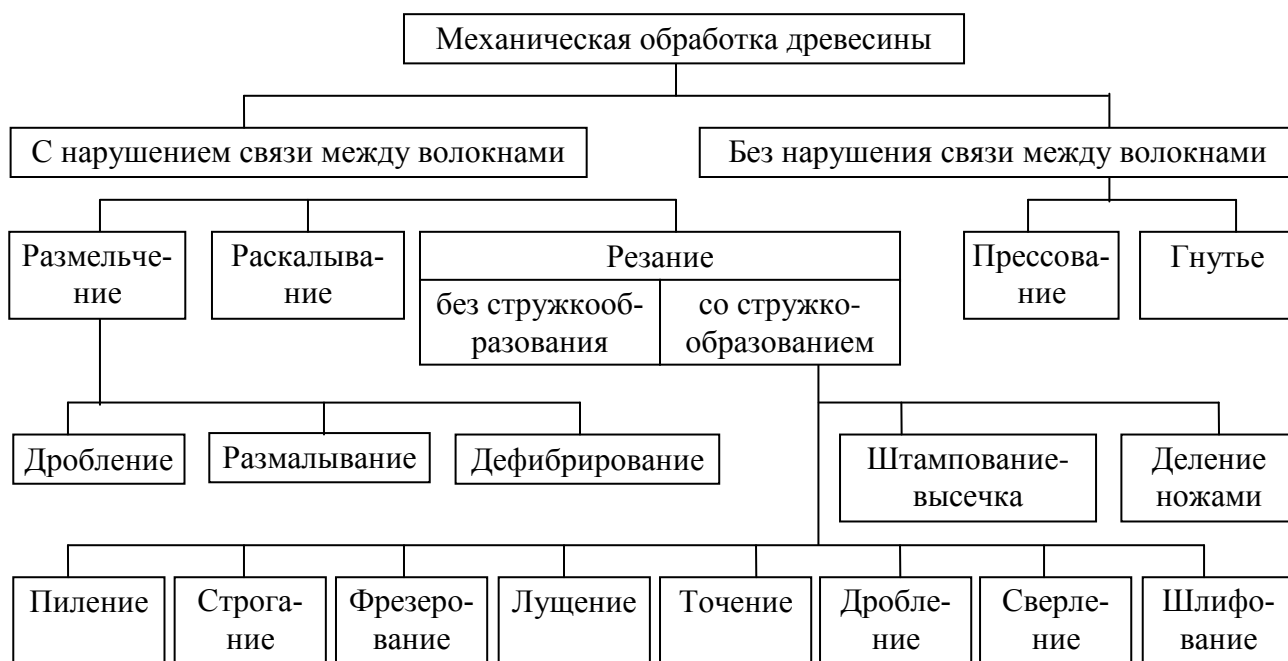 Механическая обработка древесины
С нарушением связи между волокнами
Без нарушения связи между волокнами
Размельче-
ние
Раскалыва-
ние
Резание
без стружкооб-
разования
со стружко-
образованием
Прессова-
ние
Гнутье
Дробление
Размалывание
Дефибрирование
Штампование-
высечка
Деление
ножами
Пиление
Строга-
ние
Фрезеро-
вание
Лущение
Точение
Дробле-
ние
Сверле-
ние
Шлифо-
вание